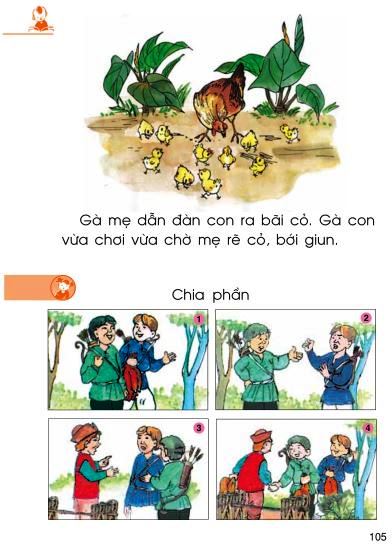 Gà mẹ dẫn đàn con ra bãi cỏ. Gà con
vừa chơi vừa chờ mẹ rẽ cỏ, bới giun.
Chia phần
1
2
3
4
105